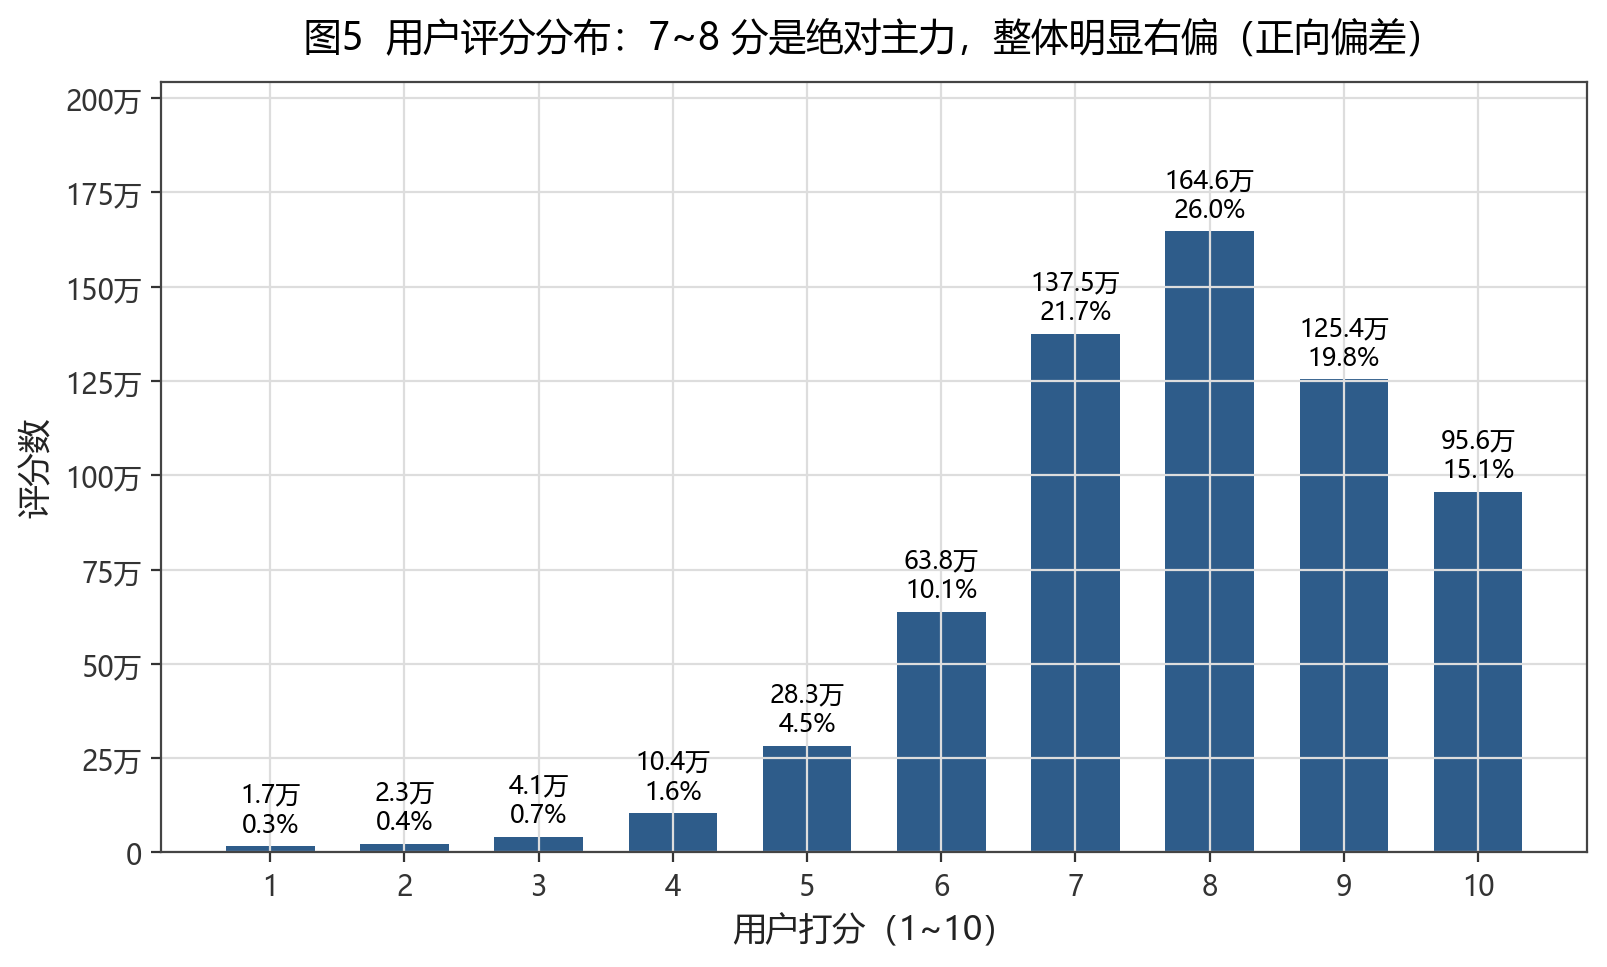 图5  用户评分分布：7~8 分是绝对主力，整体明显右偏（正向偏差）
评分数
200万
175万
150万
125万
100万
75万
50万
25万
0
1.7万
0.3%
2.3万
0.4%
4.1万
0.7%
10.4万
1.6%
28.3万
4.5%
63.8万
10.1%
137.5万
21.7%
164.6万
26.0%
125.4万
19.8%
95.6万
15.1%
1 2 3 4 5 6 7 8 9 10
用户打分（1~10）